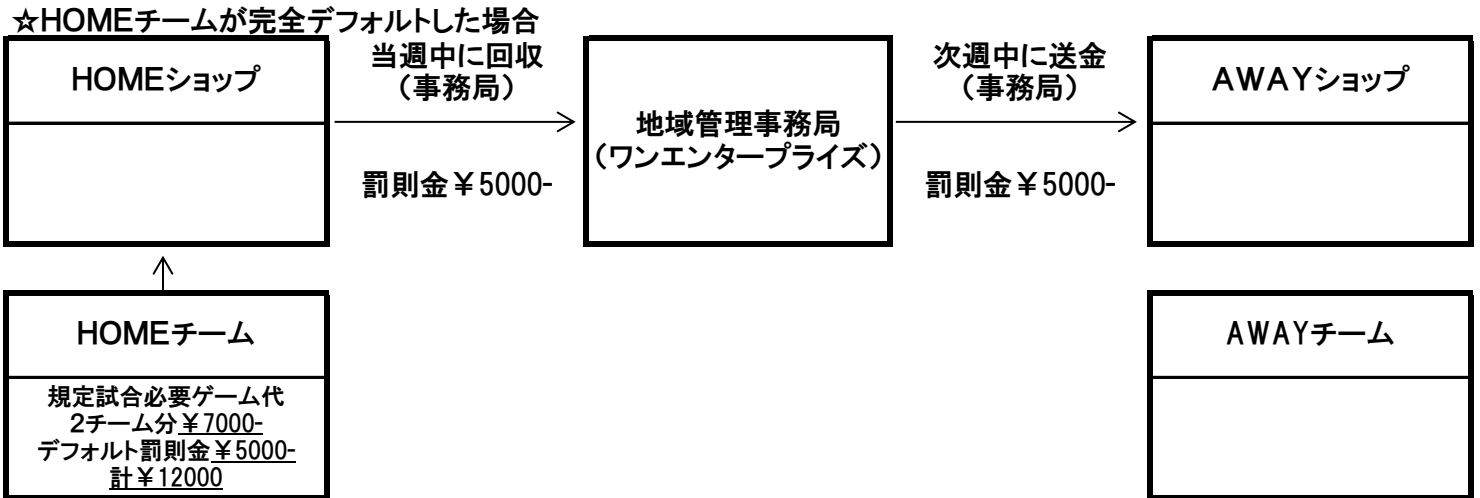 ☆HOMEチームが完全デフォルトした場合
HOMEショップ
当週中に回収
（事務局）
罰則金￥5000-
地域管理事務局
（ワンエンタープライズ）
次週中に送金
（事務局）
罰則金￥5000-
ＡＷＡＹショップ
HOMEチーム
規定試合必要ゲーム代
２チーム分￥7000-
デフォルト罰則金￥5000-
計￥12000
AWAYチーム